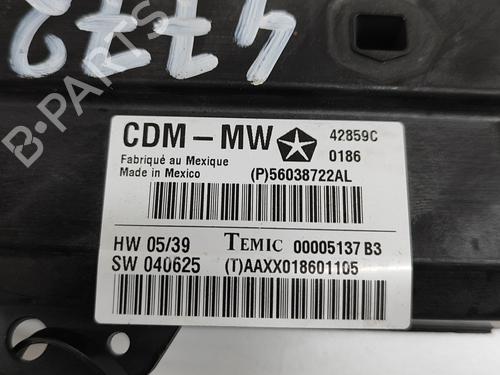 4772
B-PARTS
CDM-MW
42859C
Fabriqué au Mexique
Made in Mexico
0186
(P)56038722AL
HW 05/39
TEMIC 00005137 B3
SW 040625
(T)AAXX018601105